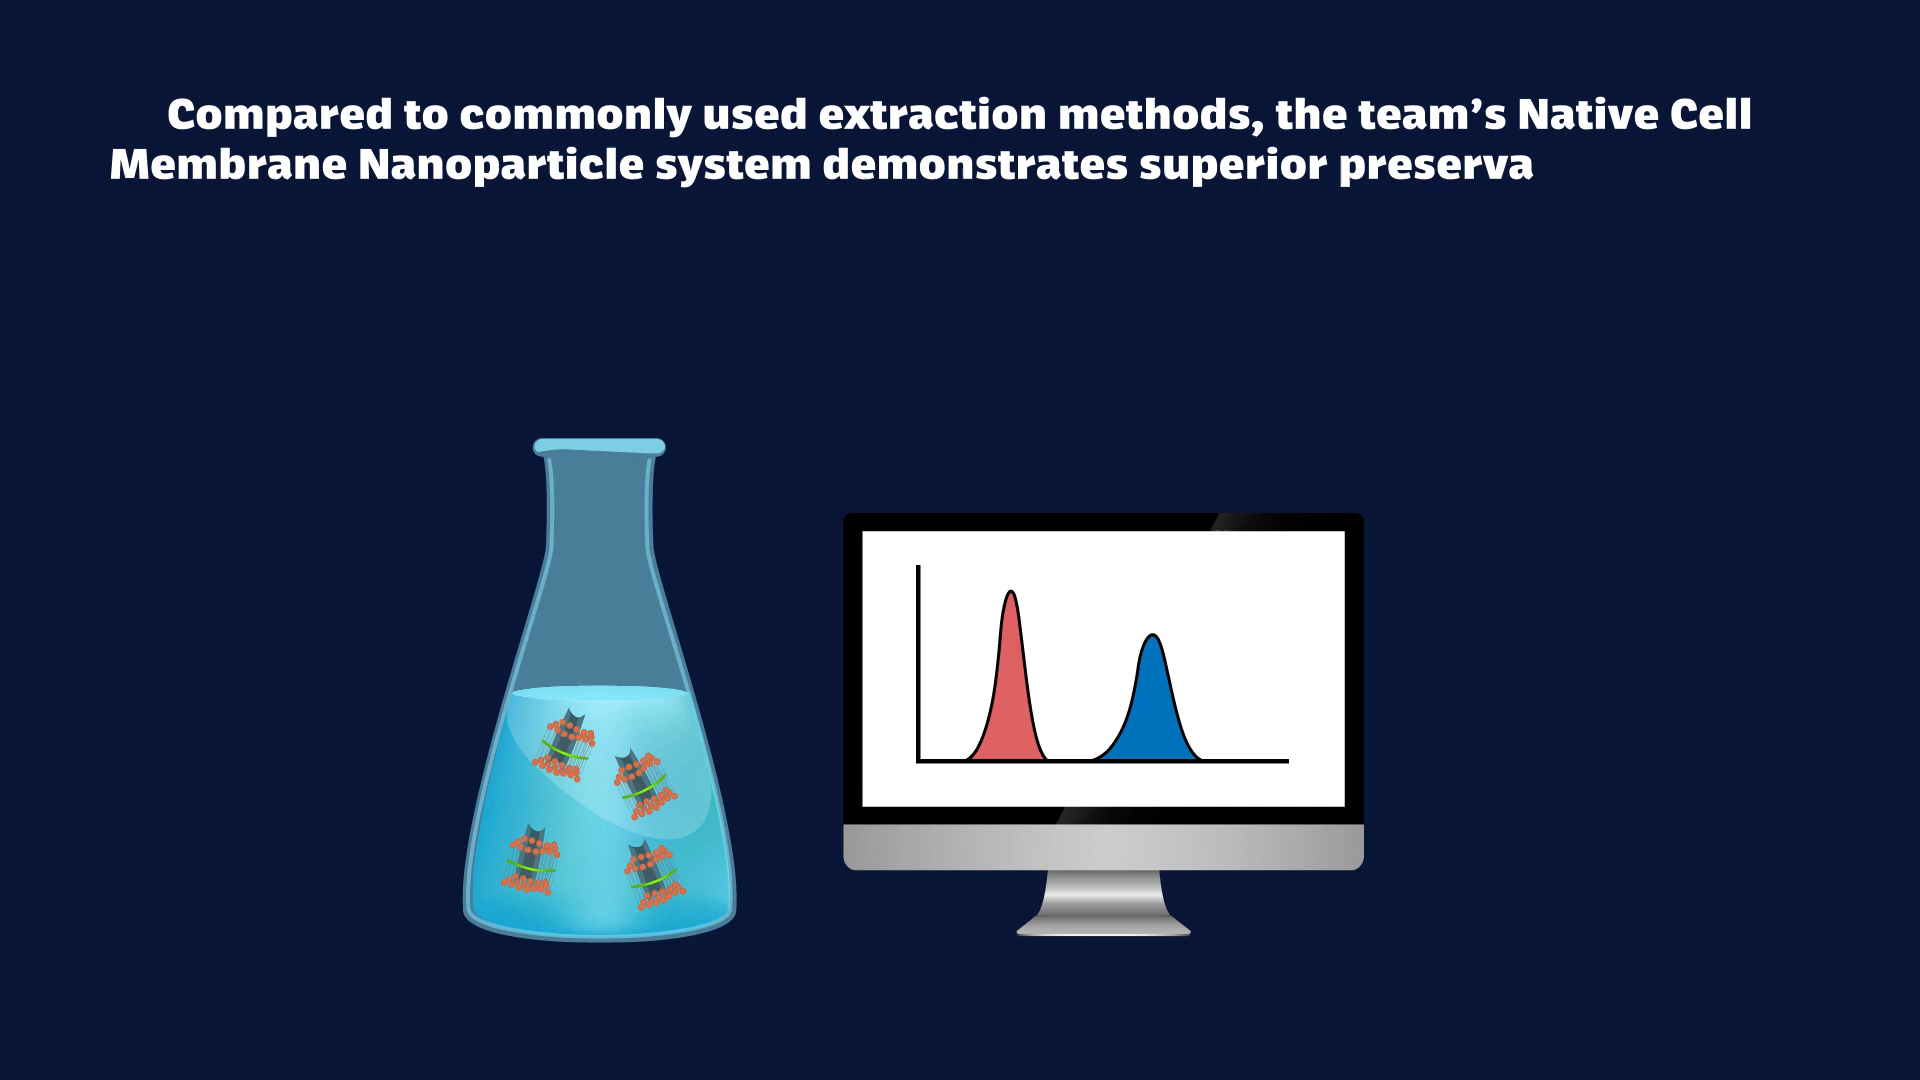 Compared to commonly used extraction methods, the team’s Native Cell
Membrane Nanoparticle system demonstrates superior preserva